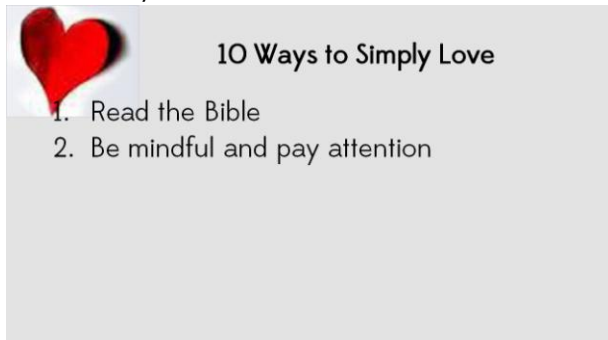 10 Ways to Simply Love
1. Read the Bible
2. Be mindful and pay attention